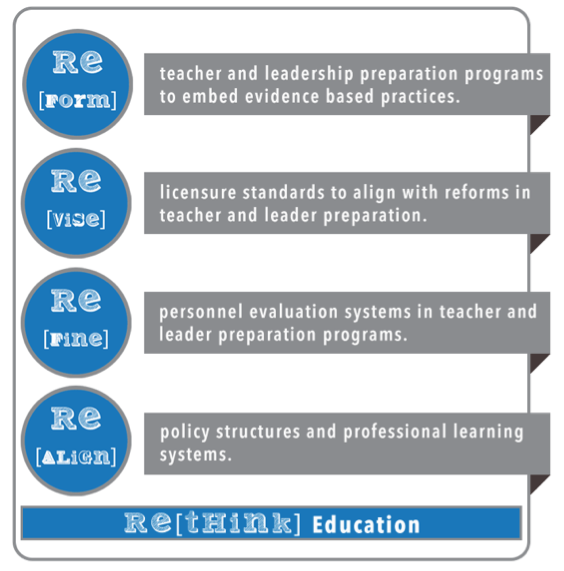 Re
[Form]
teacher and leadership preparation programs
to embed evidence based practices.
Re
[Vise]
licensure standards to align with reforms in
teacher and leader preparation.
Re
[Fine]
personnel evaluation systems in teacher and
leader preparation programs.
Re
[ALiGn]
policy structures and professional learning
systems.
Re[tHink] Education